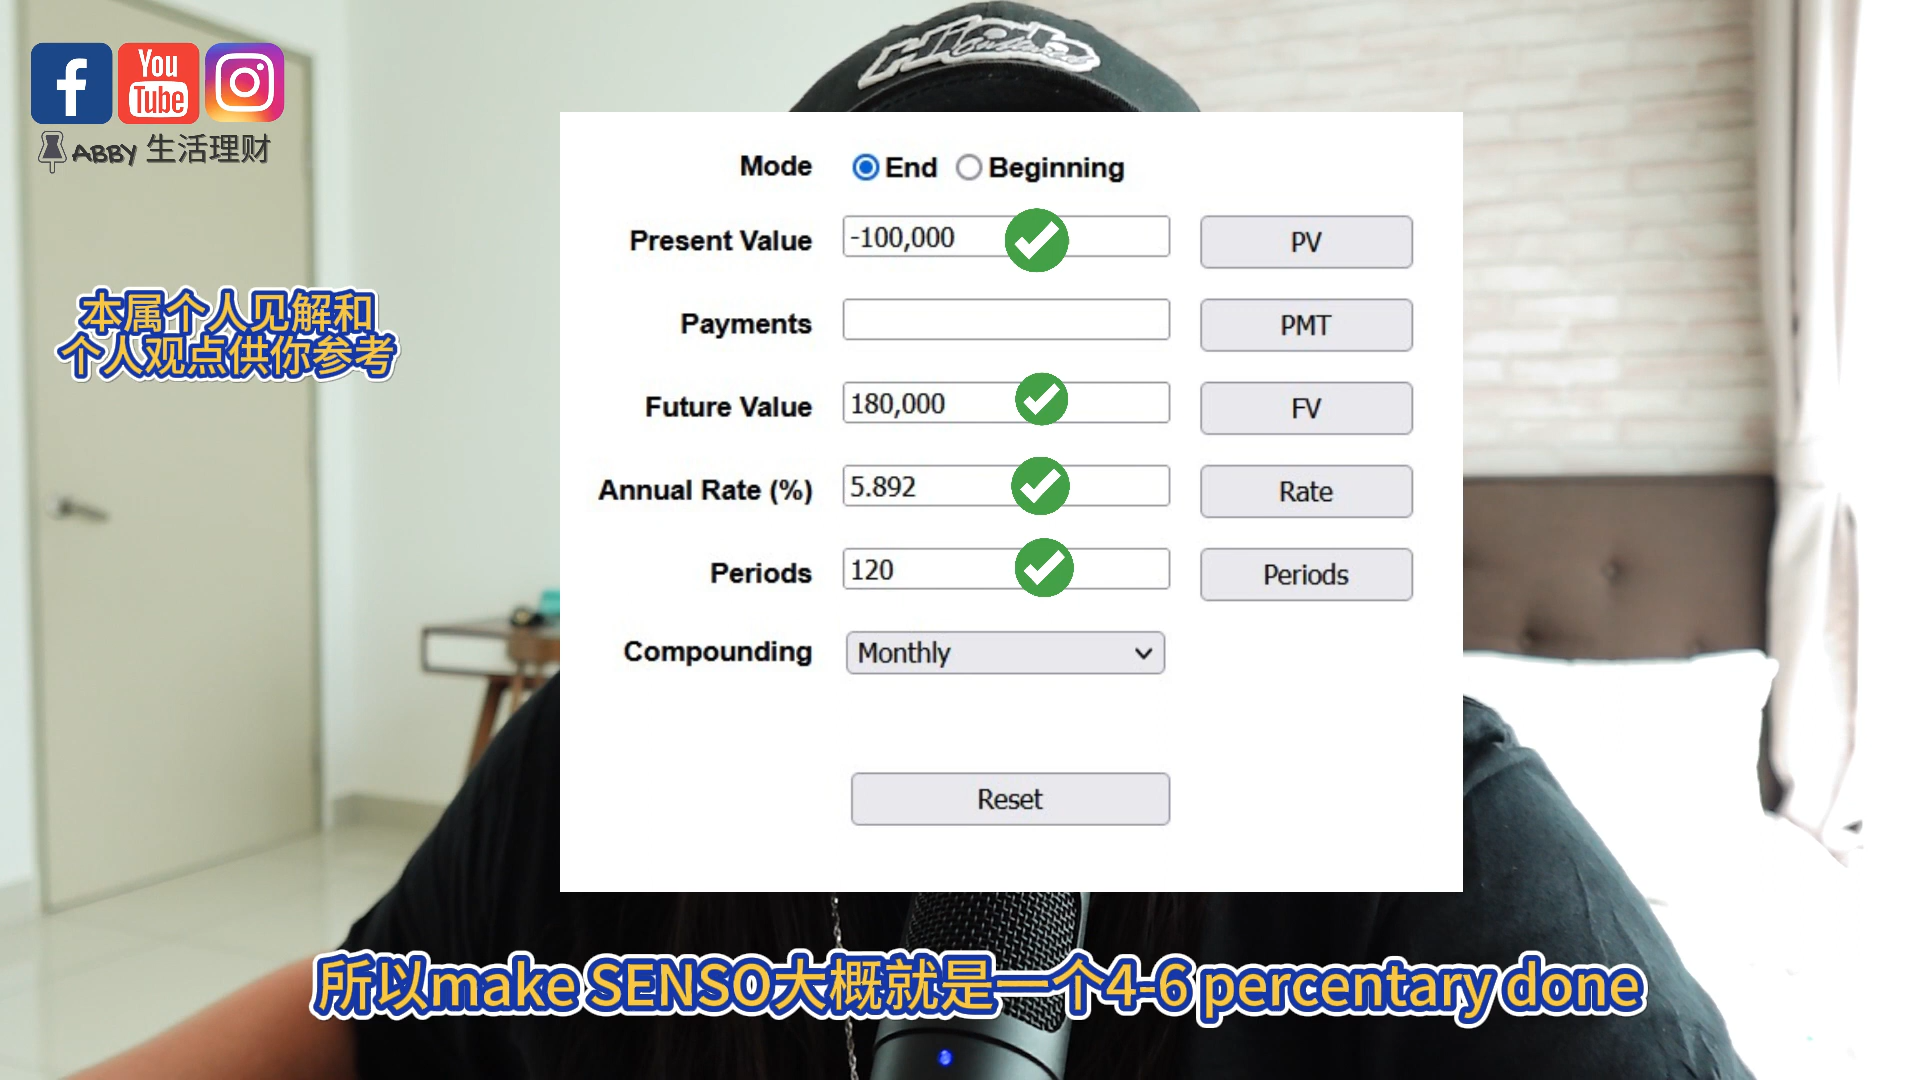 f
You
Tube
ABBY 生活理财
本属个人见解和
个人观点供你参考
Mode End Beginning
Present Value -100,000 PV
Payments PMT
Future Value 180,000 FV
Annual Rate (%) 5.892 Rate
Periods 120 Periods
Compounding Monthly
Reset
所以make SENSO大概就是一个4-6 percentary done